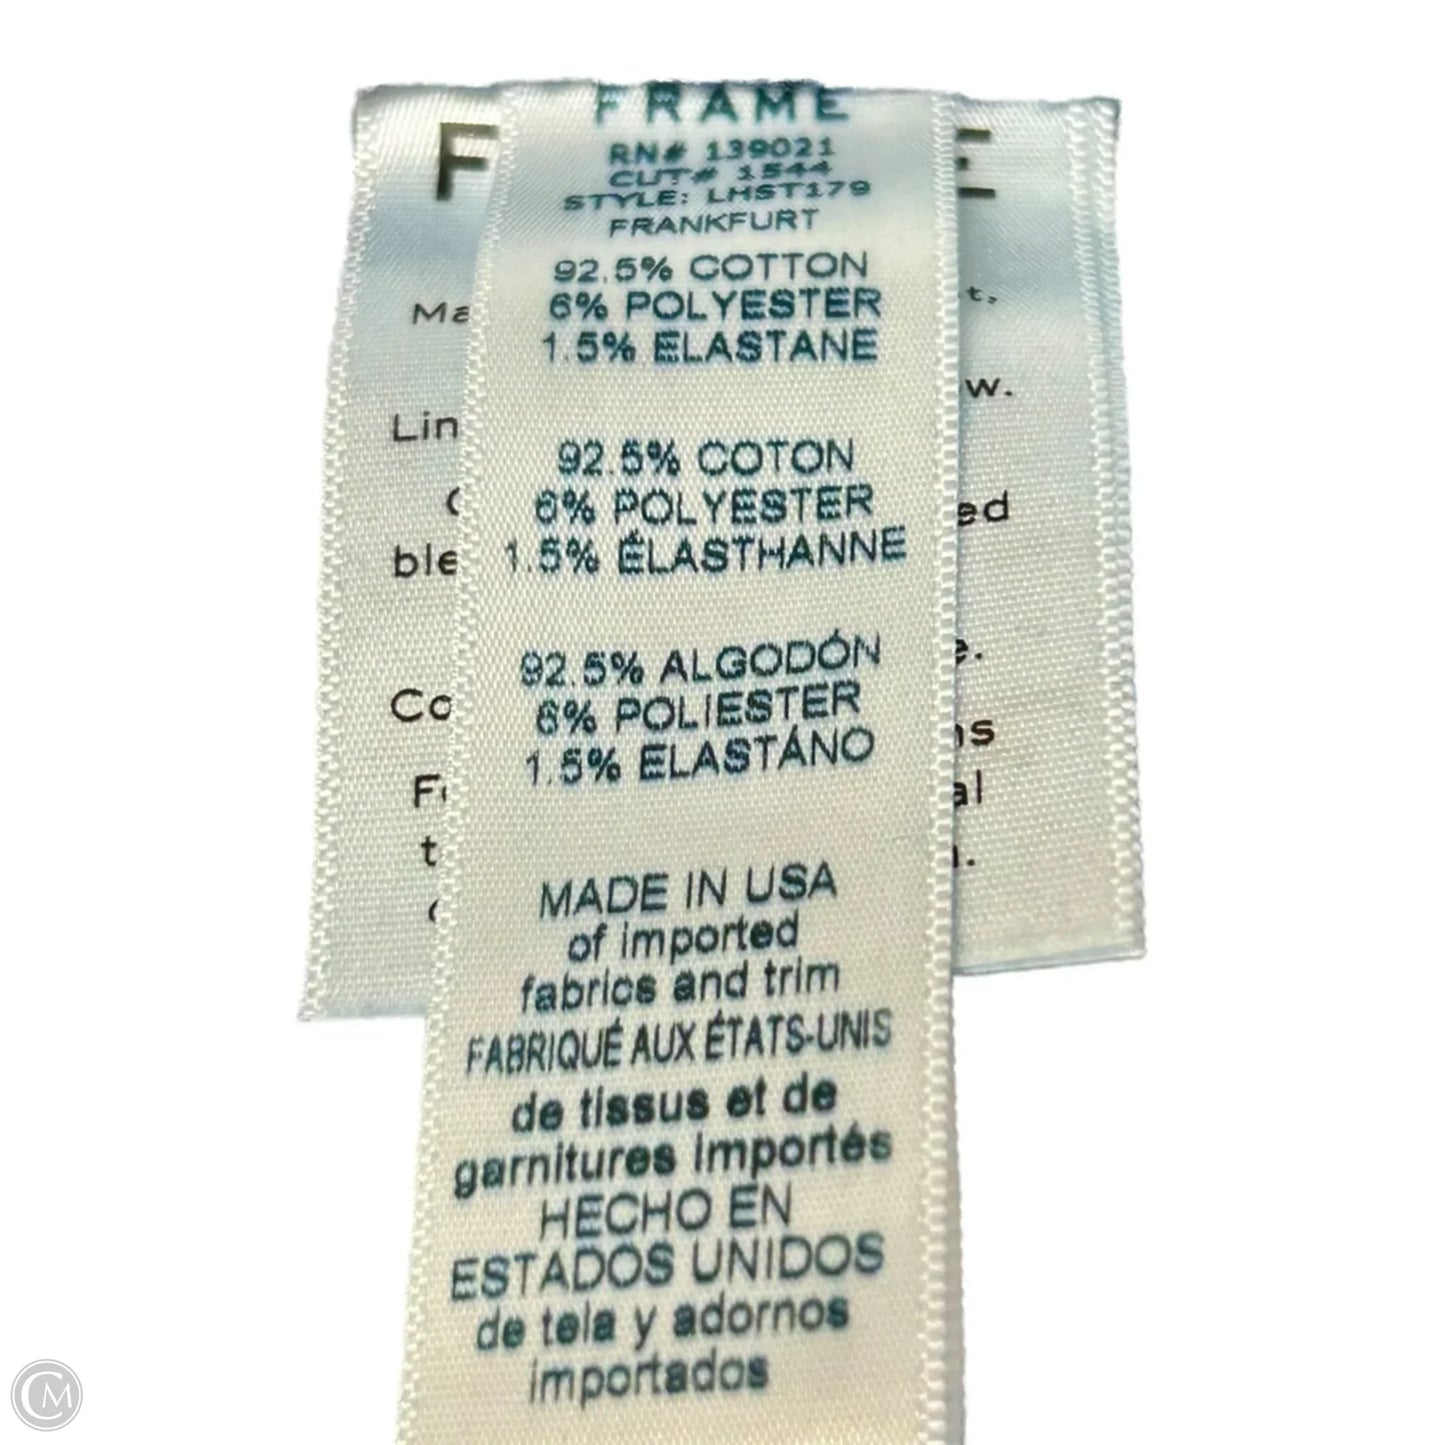 FRAME
RN# 139021
CUT# 1544
STYLE: LHST179
FRANKFURT
92.5% COTTON
6% POLYESTER
1.5% ELASTANE
92.5% COTON
6% POLYESTER
1.5% ÉLASTHANNE
92.5% ALGODÓN
6% POLIESTER
1.5% ELASTÁNO
MADE IN USA
of imported
fabrics and trim
FABRIQUÉ AUX ÉTATS-UNIS
de tissus et de
garnitures importés
HECHO EN
ESTADOS UNIDOS
de tela y adornos
importados
CM